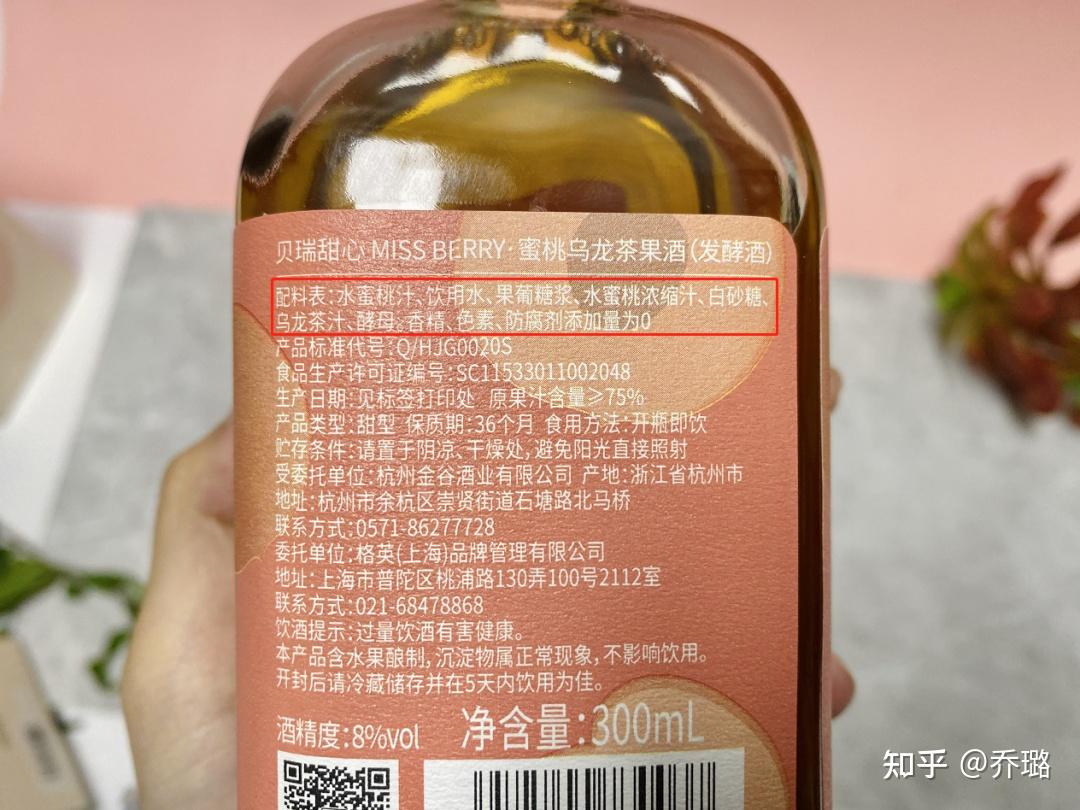 贝瑞甜心 MISS BERRY·蜜桃乌龙茶果酒(发酵酒)
配料表:水蜜桃汁、饮用水、果葡糖浆、水蜜桃浓缩汁、白砂糖、
乌龙茶汁、酵母。香精、色素、防腐剂添加量为0
产品标准代号:Q/HJG0020S
食品生产许可证编号:SC11533011002048
生产日期:见标签打印处 原果汁含量≥75%
产品类型:甜型 保质期:36个月 食用方法:开瓶即饮
贮存条件:请置于阴凉、干燥处,避免阳光直接照射
受委托单位:杭州金谷酒业有限公司 产地:浙江省杭州市
地址:杭州市余杭区崇贤街道石塘路北马桥
联系方式:0571-86277728
委托单位:格英(上海)品牌管理有限公司
地址:上海市普陀区桃浦路130弄100号2112室
联系方式:021-68478868
饮酒提示:过量饮酒有害健康。
本产品含水果酿制,沉淀物属正常现象,不影响饮用。
开封后请冷藏储存并在5天内饮用为佳。
酒精度:8%vol 净含量:300mL
知乎 @乔璐